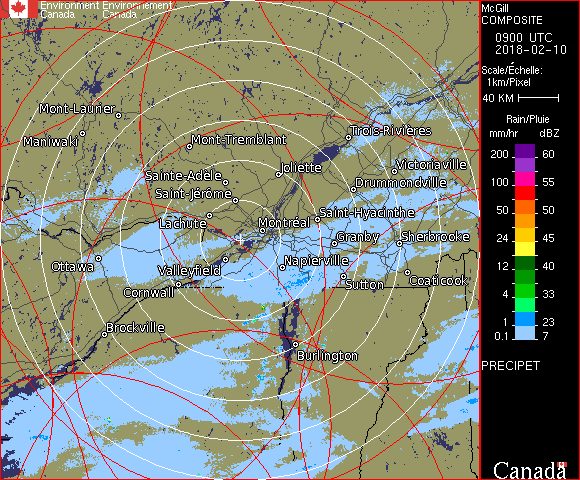 Environment Environnement
Canada Canada
McGill
COMPOSITE
0900 UTC
2018-02-10
Scale/Échelle:
1km/Pixel
40 KM
Rain/Pluie
mm/hr dBZ
200 60
100 55
50 50
24 45
12 40
4 33
1 23
0.1 7
PRECIPET
Canada
Mont-Laurier
Maniwaki
Mont-Tremblant
Trois-Rivières
Joliette
Victoriaville
Sainte-Adèle
Drummondville
Saint-Jérôme
Lachute
Saint-Hyacinthe
Montréal
Granby
Sherbrooke
Ottawa
Valleyfield
Napierville
Cornwall
Sutton
Coaticook
Brockville
Burlington